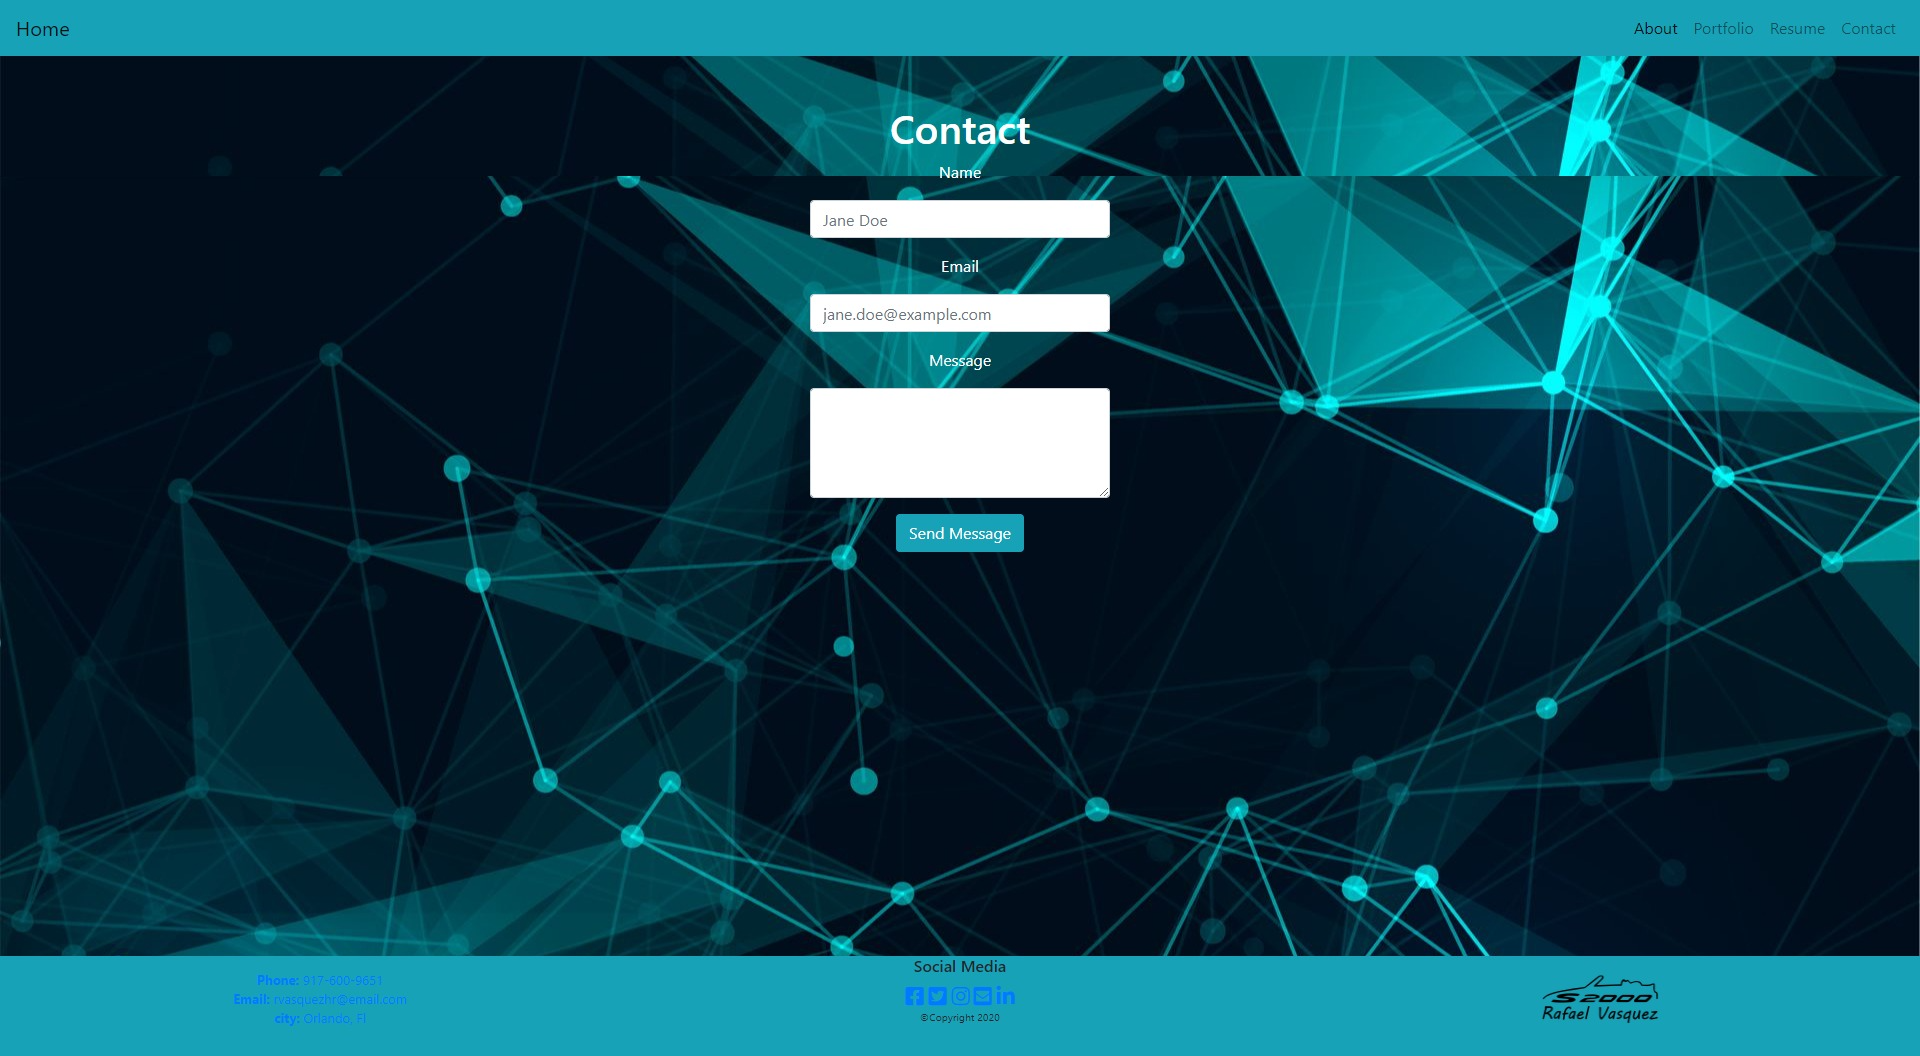 Home
About Portfolio Resume Contact
Contact
Name
Jane Doe
Email
jane.doe@example.com
Message
Send Message
Phone: 917-600-9651
Email: rvasquezhr@email.com
city: Orlando, Fl
Social Media
©Copyright 2020
S2000
Rafael Vasquez